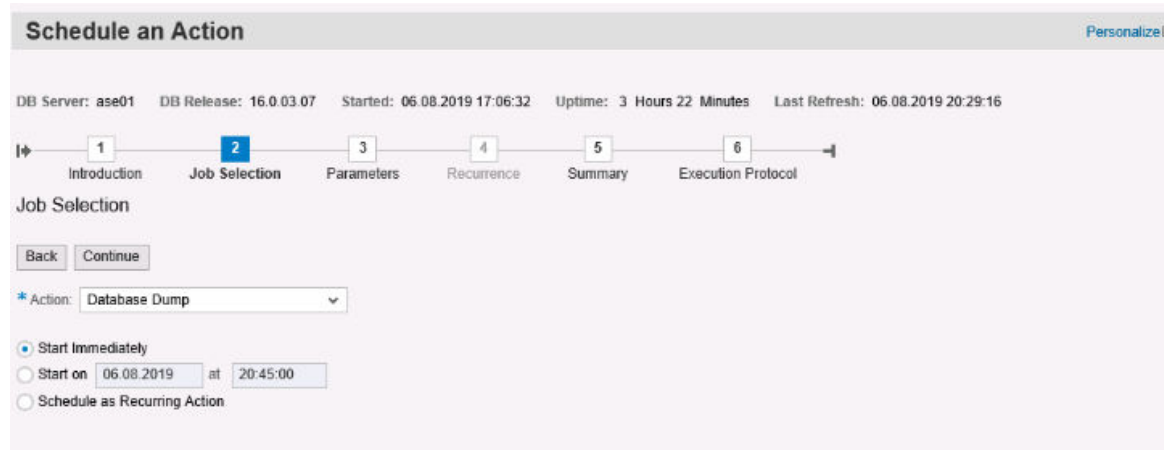 Schedule an Action
Personalize
DB Server: ase01 DB Release: 16.0.03.07 Started: 06.08.2019 17:06:32 Uptime: 3 Hours 22 Minutes Last Refresh: 06.08.2019 20:29:16
1 2 3 4 5 6
Introduction Job Selection Parameters Recurrence Summary Execution Protocol
Job Selection
Back Continue
* Action: Database Dump
Start Immediately
Start on 06.08.2019 at 20:45:00
Schedule as Recurring Action